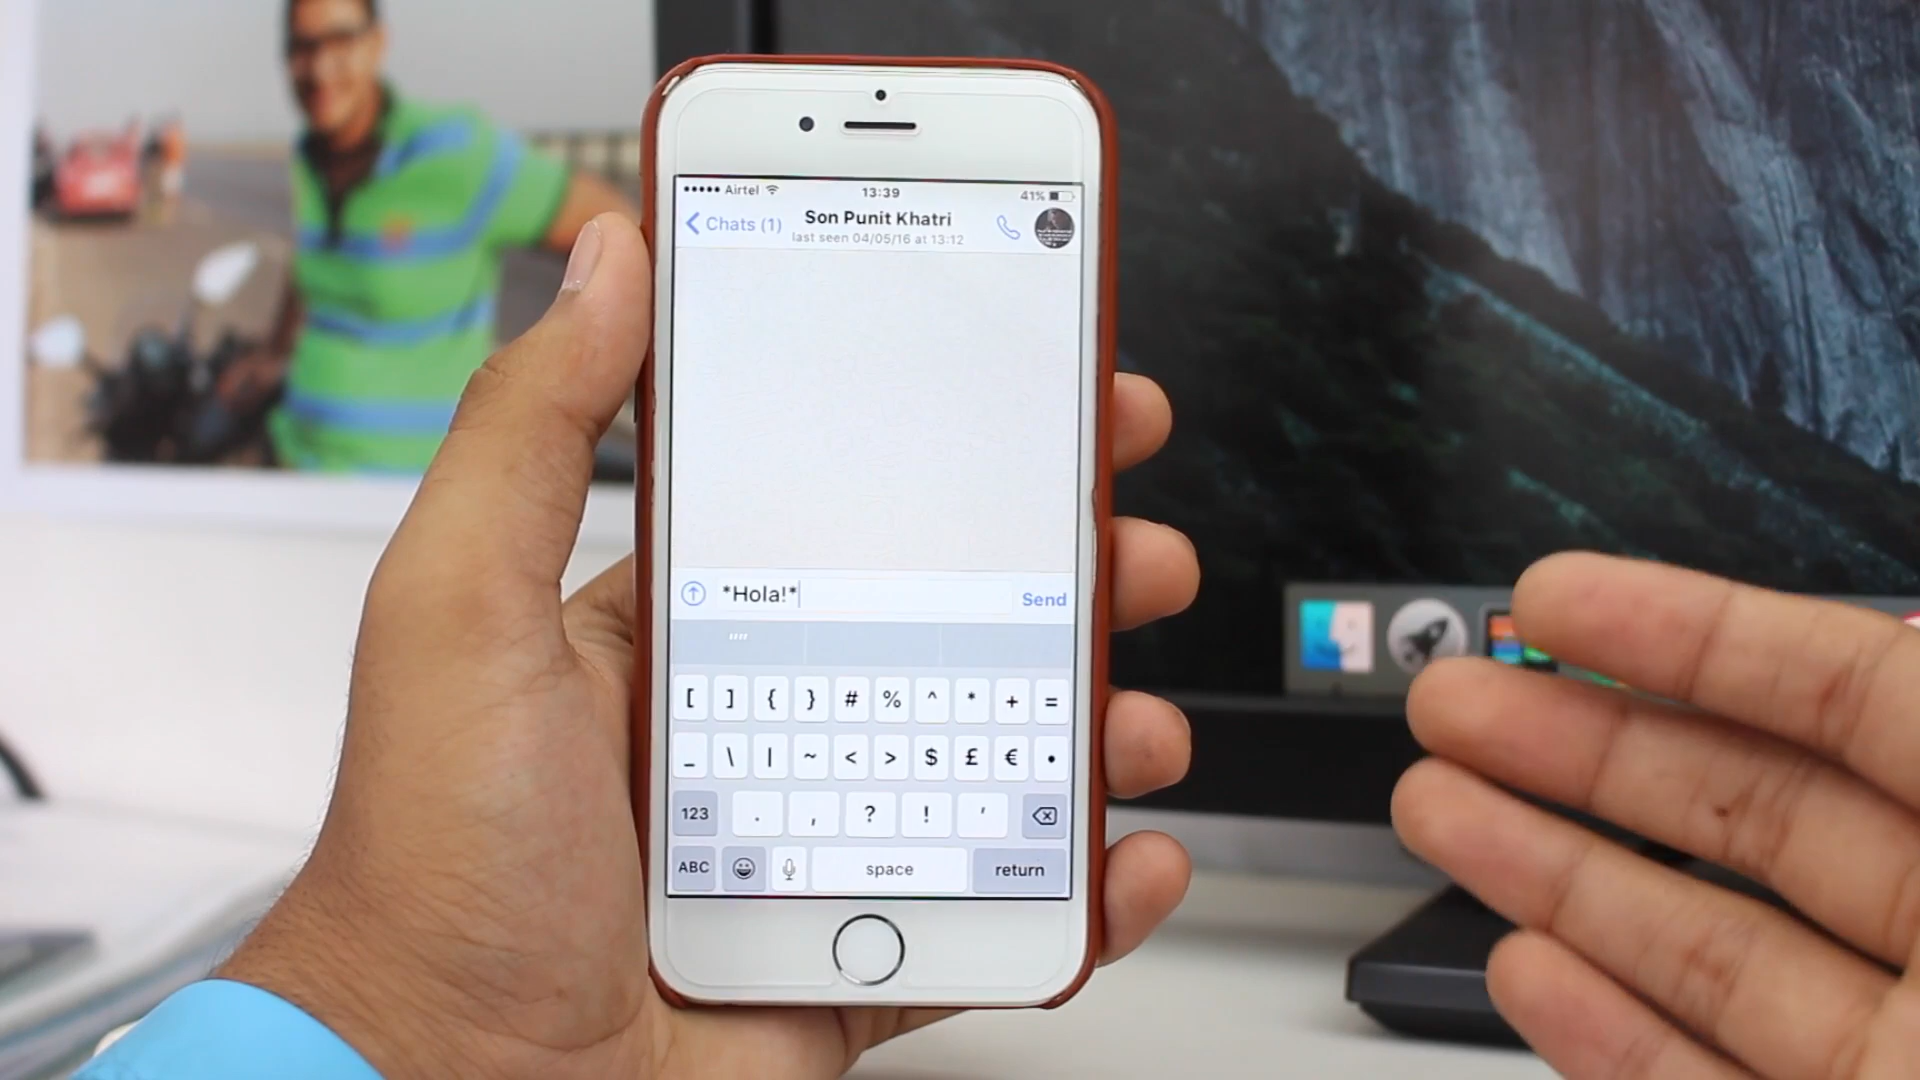 Airtel 13:39 41%
Chats (1) Son Punit Khatri
last seen 04/05/16 at 13:12
*Hola!* Send
""
[ ] { } # % ^ * + =
_ \ | ~ < > $ £ € •
123 . , ? ! '
ABC space return